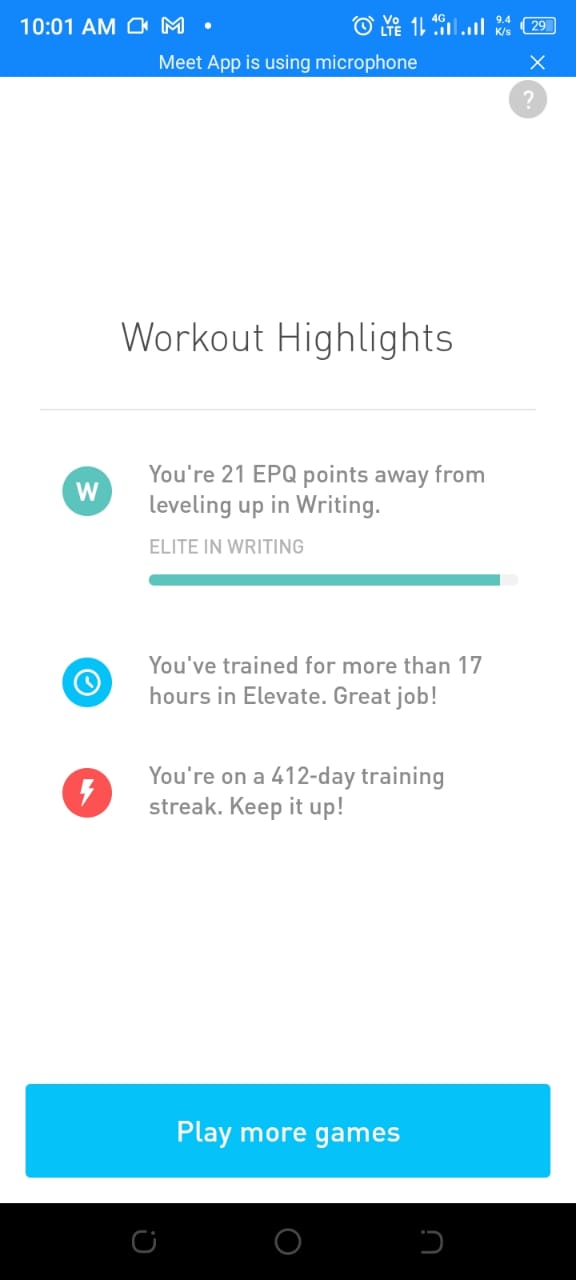 10:01 AM Vo LTE 4G 9.4 K/s 29
Meet App is using microphone
?
Workout Highlights
W
You're 21 EPQ points away from
leveling up in Writing.
ELITE IN WRITING
You've trained for more than 17
hours in Elevate. Great job!
You're on a 412-day training
streak. Keep it up!
Play more games